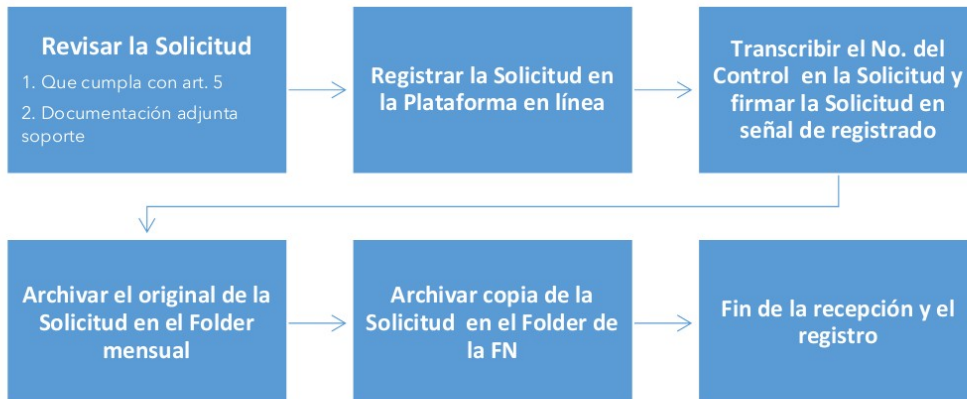 Revisar la Solicitud
1. Que cumpla con art. 5
2. Documentación adjunta
soporte
Registrar la Solicitud en
la Plataforma en línea
Transcribir el No. del
Control en la Solicitud y
firmar la Solicitud en
señal de registrado
Archivar el original de la
Solicitud en el Folder
mensual
Archivar copia de la
Solicitud en el Folder de
la FN
Fin de la recepción y el
registro